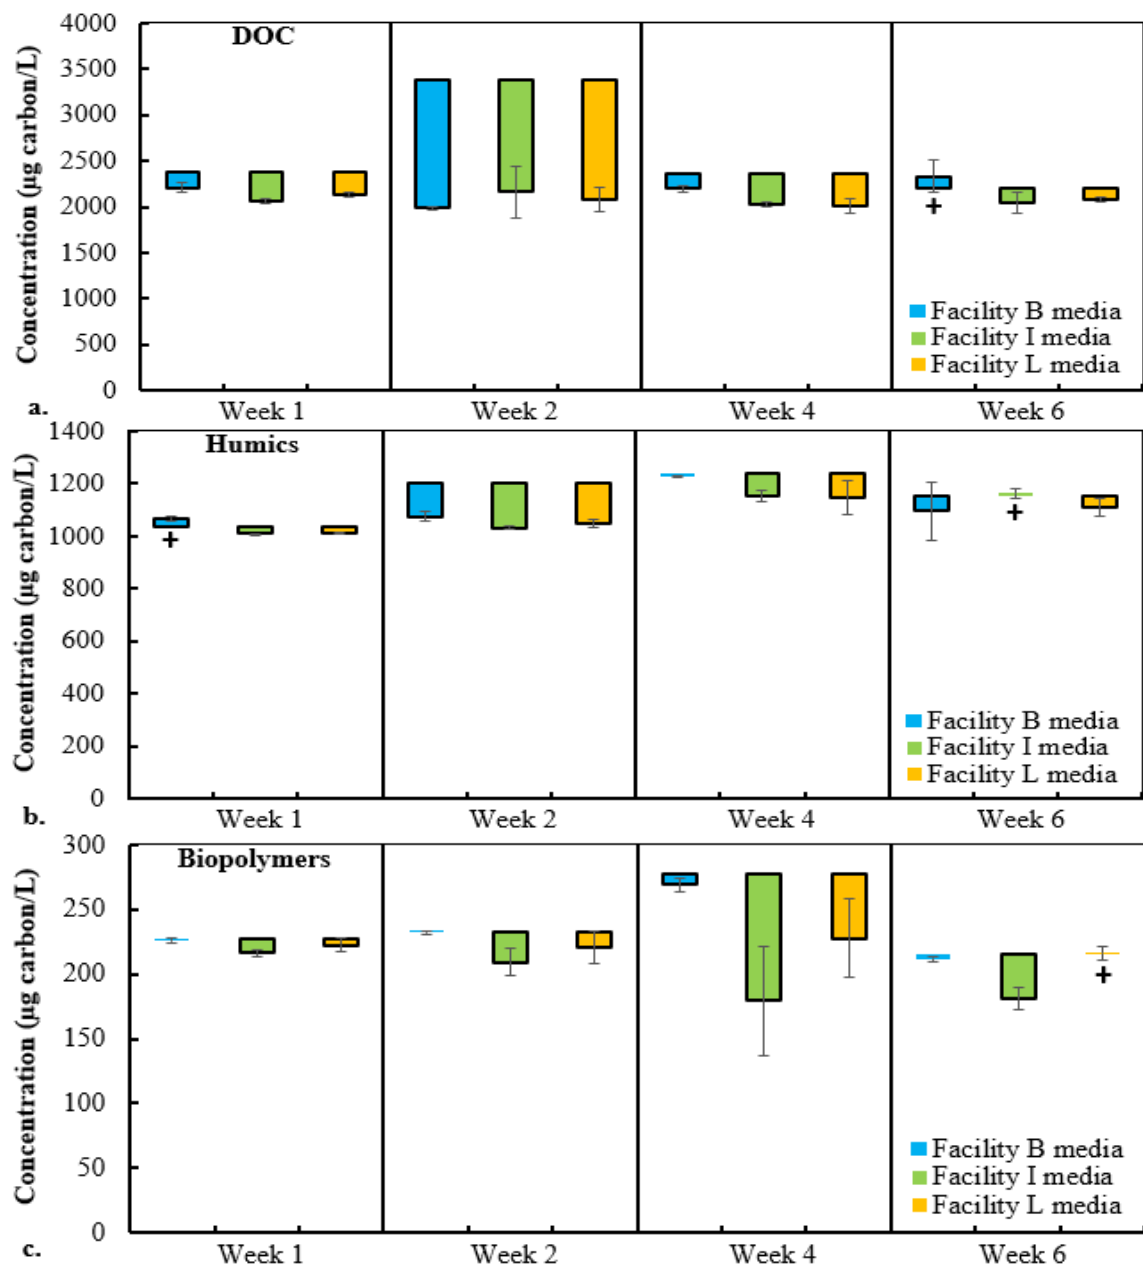 DOC
Concentration (µg carbon/L)
4000
3500
3000
2500
2000
1500
1000
500
0
Facility B media
Facility I media
Facility L media
a.
Week 1 Week 2 Week 4 Week 6
Humics
Concentration (µg carbon/L)
1400
1200
1000
800
600
400
200
0
Facility B media
Facility I media
Facility L media
b.
Week 1 Week 2 Week 4 Week 6
Biopolymers
Concentration (µg carbon/L)
300
250
200
150
100
50
0
Facility B media
Facility I media
Facility L media
c.
Week 1 Week 2 Week 4 Week 6